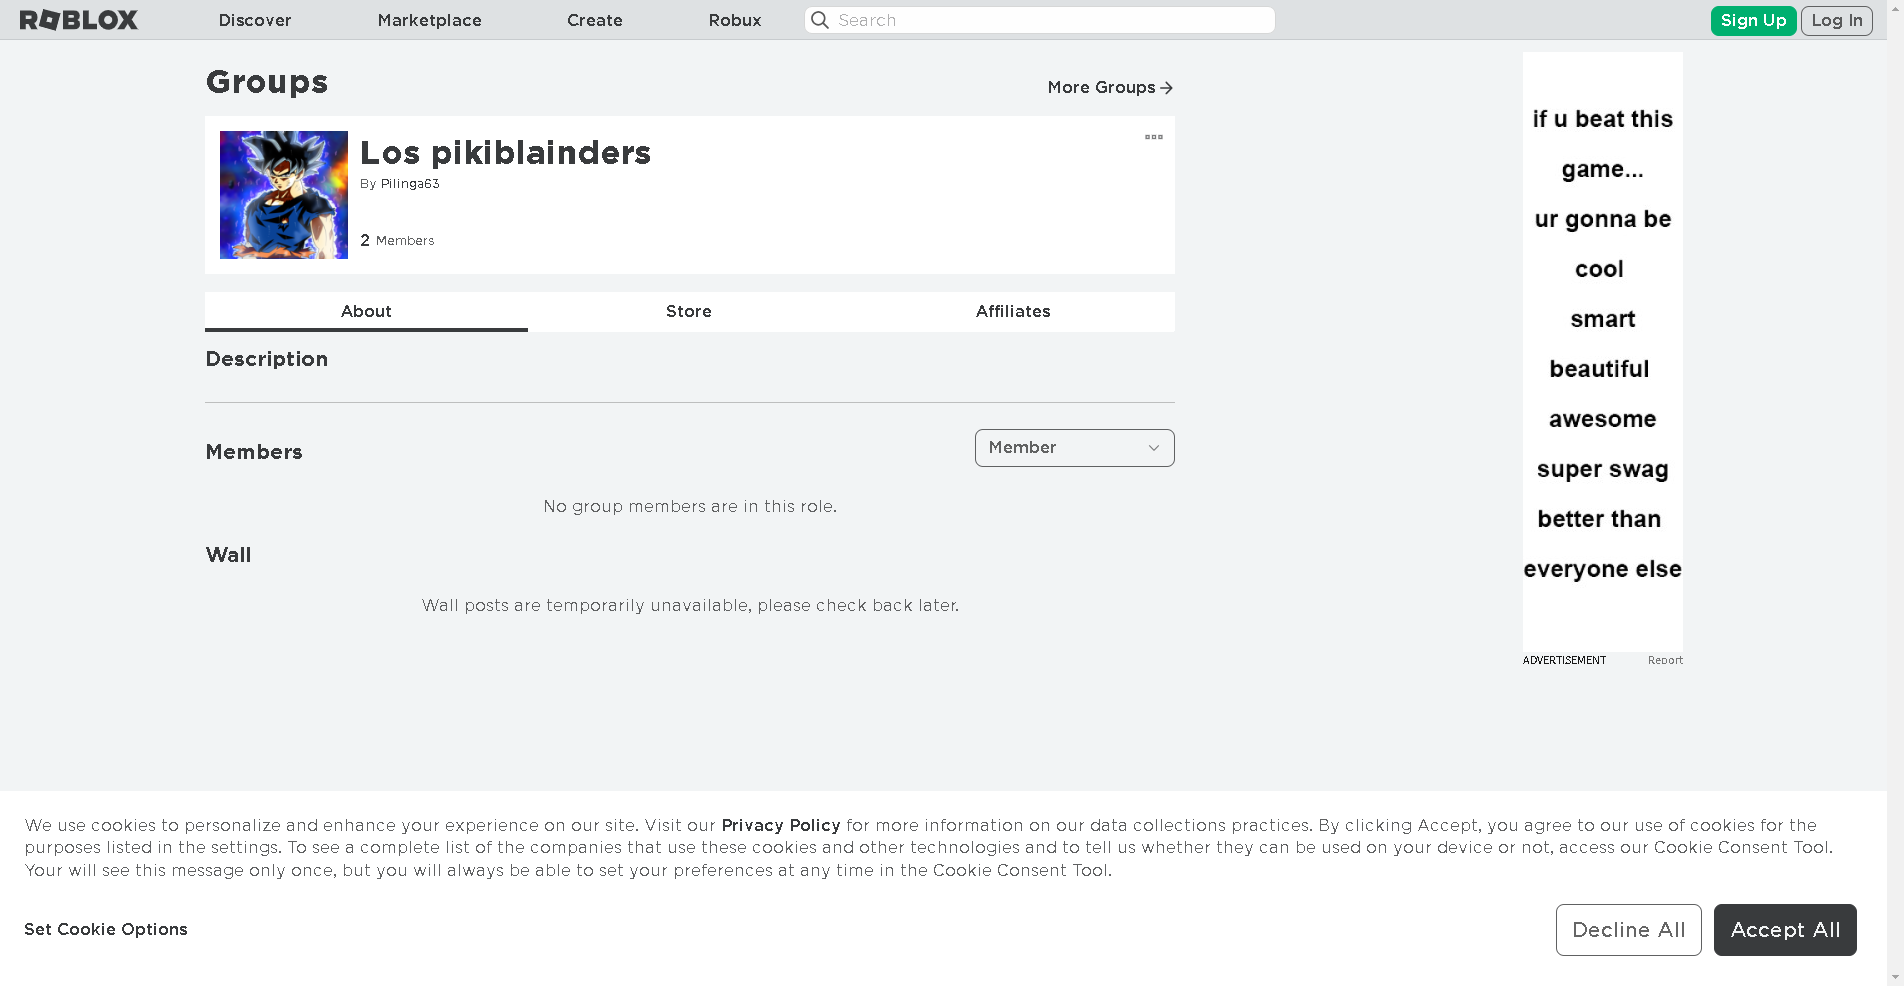 ROBLOX Discover Marketplace Create Robux Search Sign Up Log In
Groups
More Groups
Los pikiblainders
By Pilinga63
2 Members
About Store Affiliates
Description
Members
Member
No group members are in this role.
Wall
Wall posts are temporarily unavailable, please check back later.
if u beat this
game...
ur gonna be
cool
smart
beautiful
awesome
super swag
better than
everyone else
ADVERTISEMENT Report
We use cookies to personalize and enhance your experience on our site. Visit our Privacy Policy for more information on our data collections practices. By clicking Accept, you agree to our use of cookies for the
purposes listed in the settings. To see a complete list of the companies that use these cookies and other technologies and to tell us whether they can be used on your device or not, access our Cookie Consent Tool.
Your will see this message only once, but you will always be able to set your preferences at any time in the Cookie Consent Tool.
Set Cookie Options
Decline All Accept All